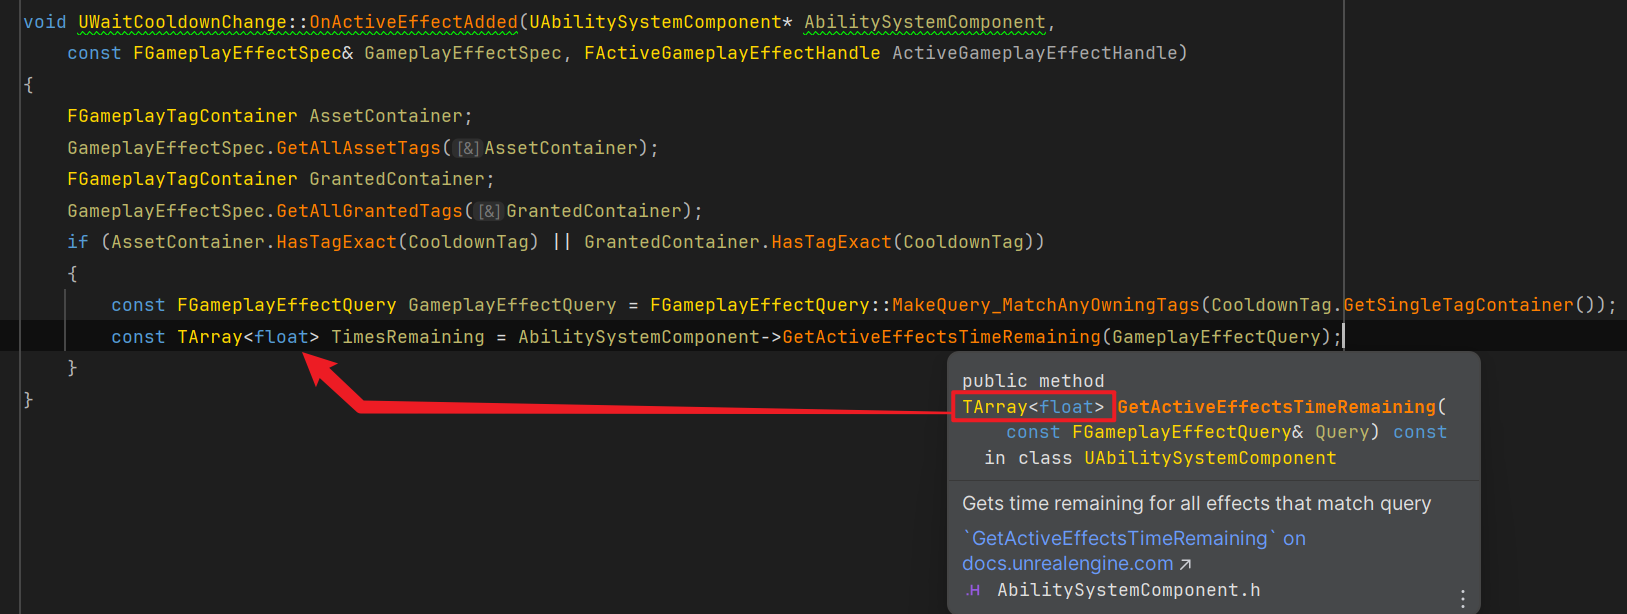 void UWaitCooldownChange::OnActiveEffectAdded(UAbilitySystemComponent* AbilitySystemComponent,
    const FGameplayEffectSpec& GameplayEffectSpec, FActiveGameplayEffectHandle ActiveGameplayEffectHandle)
{
    FGameplayTagContainer AssetContainer;
    GameplayEffectSpec.GetAllAssetTags([&]AssetContainer);
    FGameplayTagContainer GrantedContainer;
    GameplayEffectSpec.GetAllGrantedTags([&]GrantedContainer);
    if (AssetContainer.HasTagExact(CooldownTag) || GrantedContainer.HasTagExact(CooldownTag))
    {
        const FGameplayEffectQuery GameplayEffectQuery = FGameplayEffectQuery::MakeQuery_MatchAnyOwningTags(CooldownTag.GetSingleTagContainer());
        const TArray<float> TimesRemaining = AbilitySystemComponent->GetActiveEffectsTimeRemaining(GameplayEffectQuery);
    }
}
public method
TArray<float> GetActiveEffectsTimeRemaining(
    const FGameplayEffectQuery& Query) const
  in class UAbilitySystemComponent
Gets time remaining for all effects that match query
`GetActiveEffectsTimeRemaining` on
docs.unrealengine.com ↗
.H AbilitySystemComponent.h